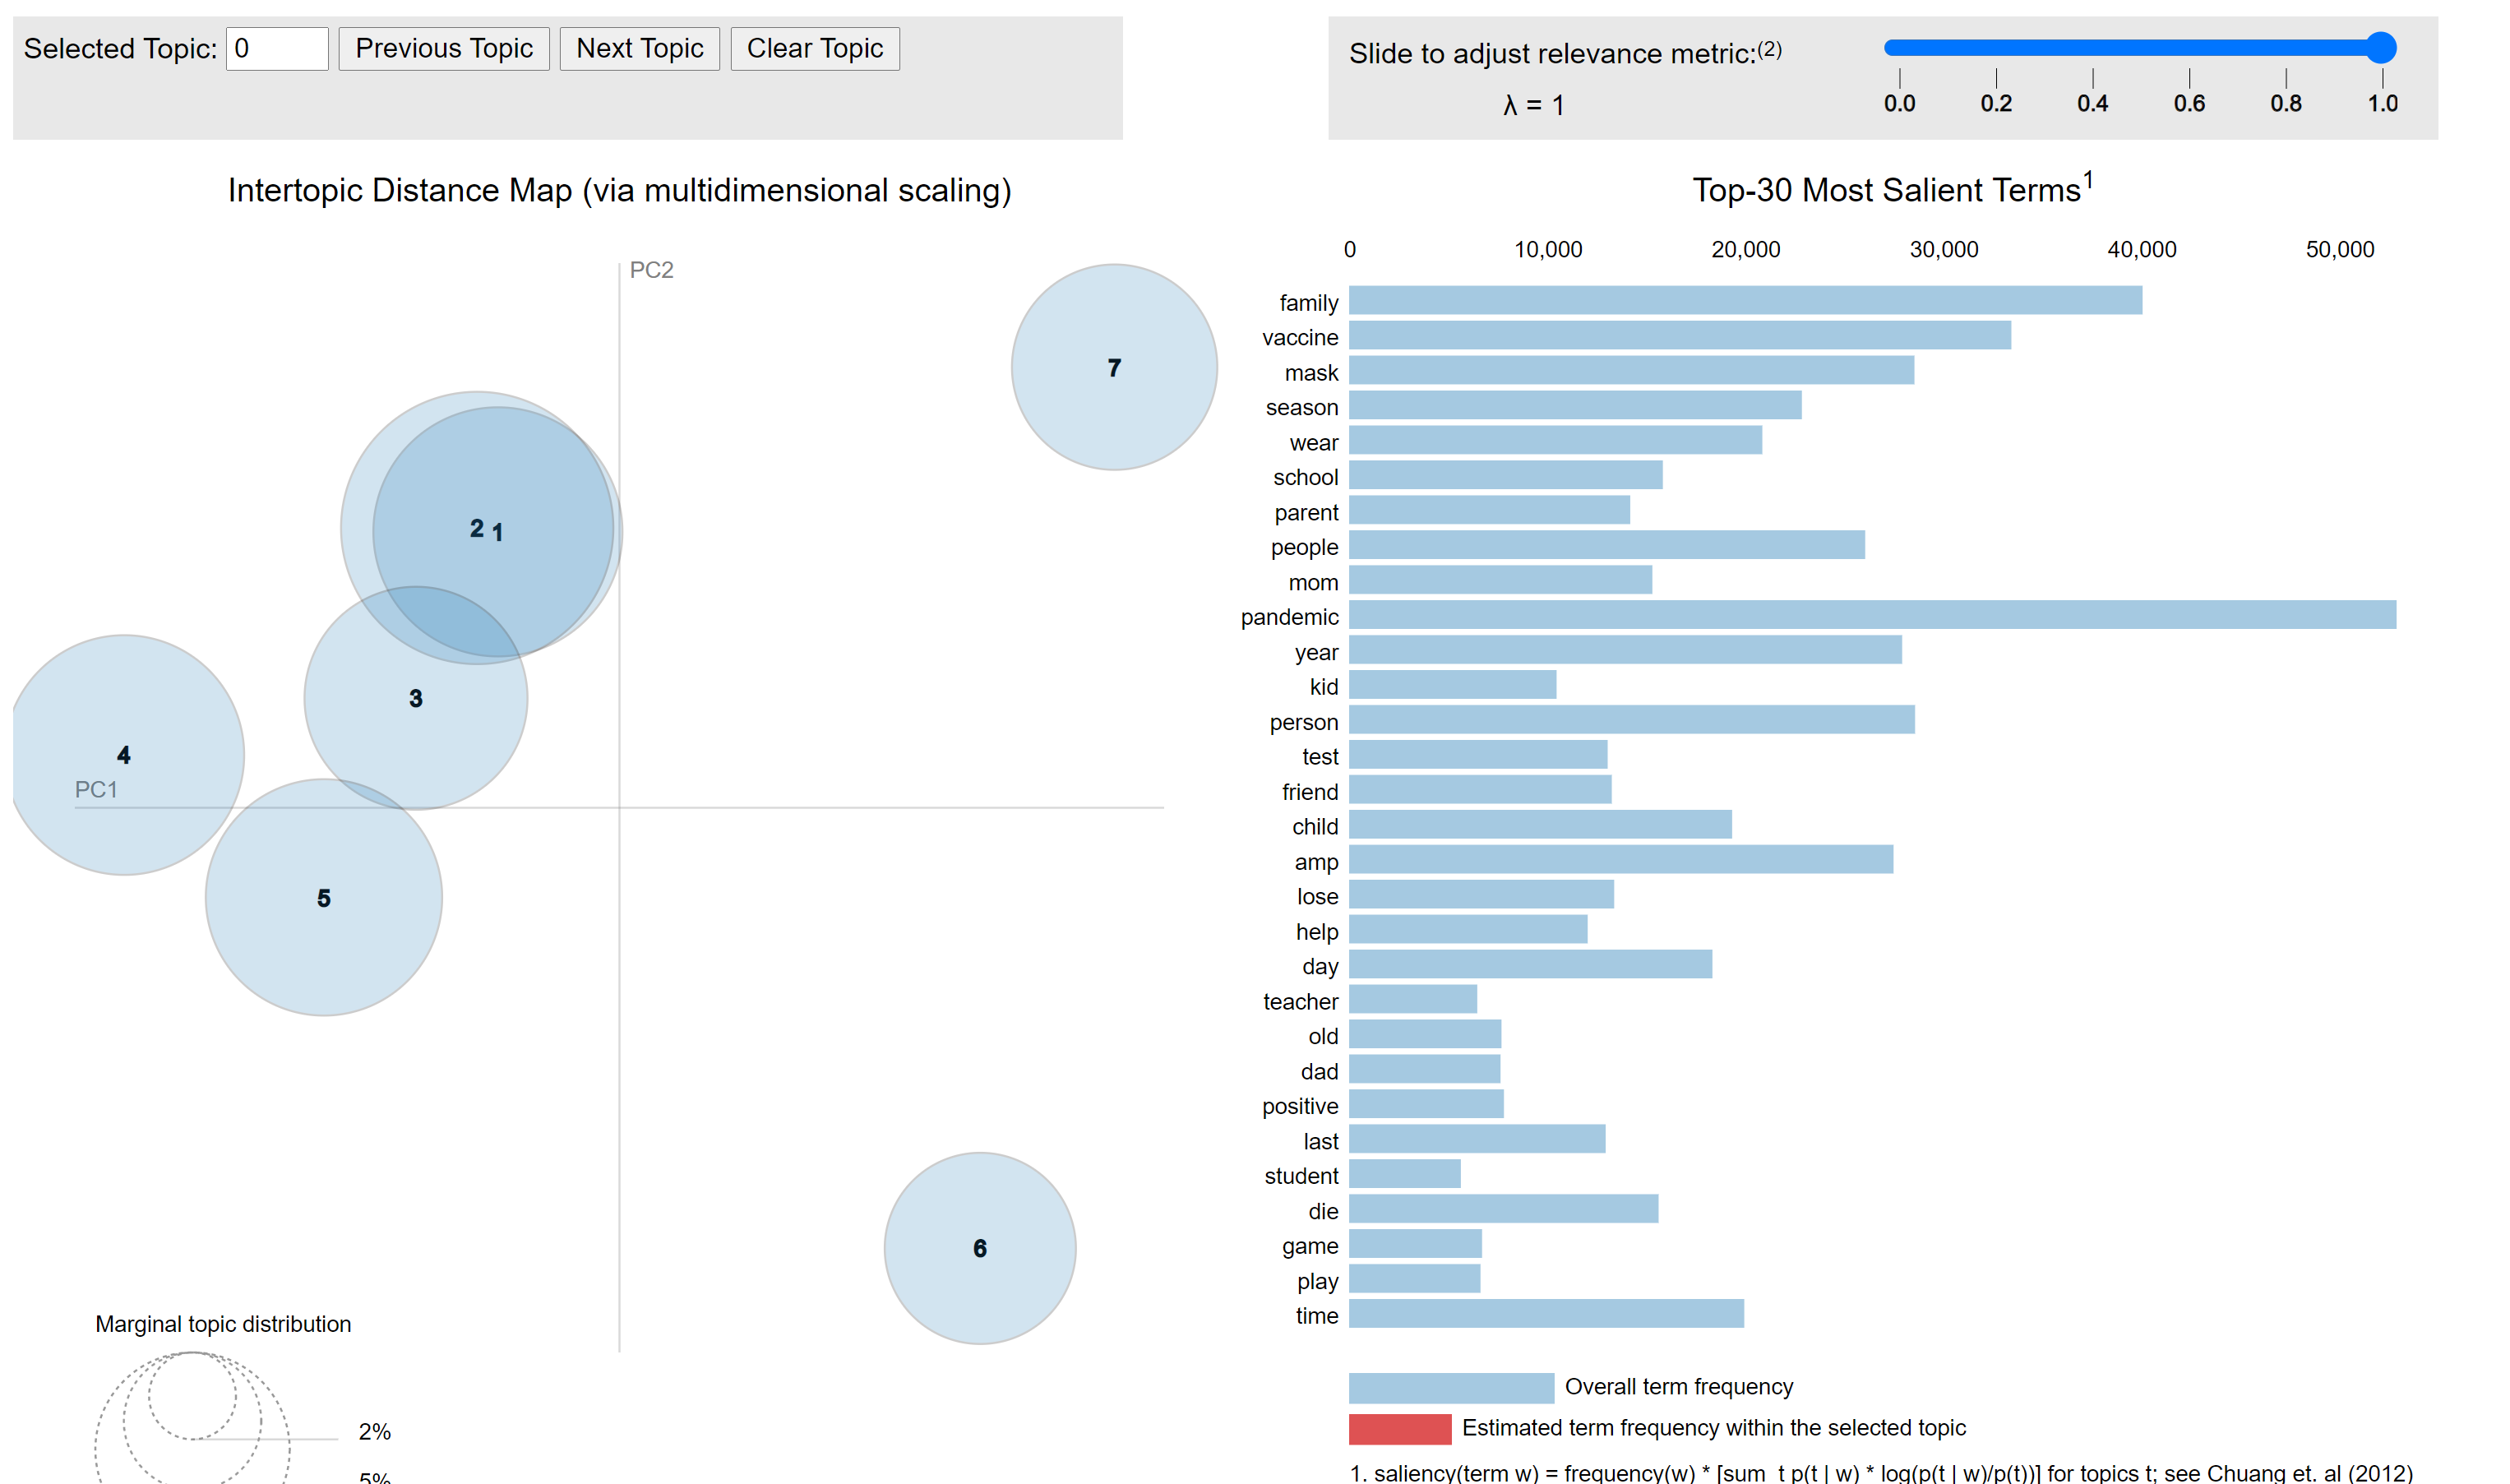 Selected Topic: 0 Previous Topic Next Topic Clear Topic
Slide to adjust relevance metric:(2)
λ = 1
0.0 0.2 0.4 0.6 0.8 1.0
Intertopic Distance Map (via multidimensional scaling)
PC2
7
2 1
3
4
PC1
5
6
Marginal topic distribution
2%
5%
Top-30 Most Salient Terms1
0 10,000 20,000 30,000 40,000 50,000
family
vaccine
mask
season
wear
school
parent
people
mom
pandemic
year
kid
person
test
friend
child
amp
lose
help
day
teacher
old
dad
positive
last
student
die
game
play
time
Overall term frequency
Estimated term frequency within the selected topic
1. saliency(term w) = frequency(w) * [sum_t p(t | w) * log(p(t | w)/p(t))] for topics t; see Chuang et. al (2012)